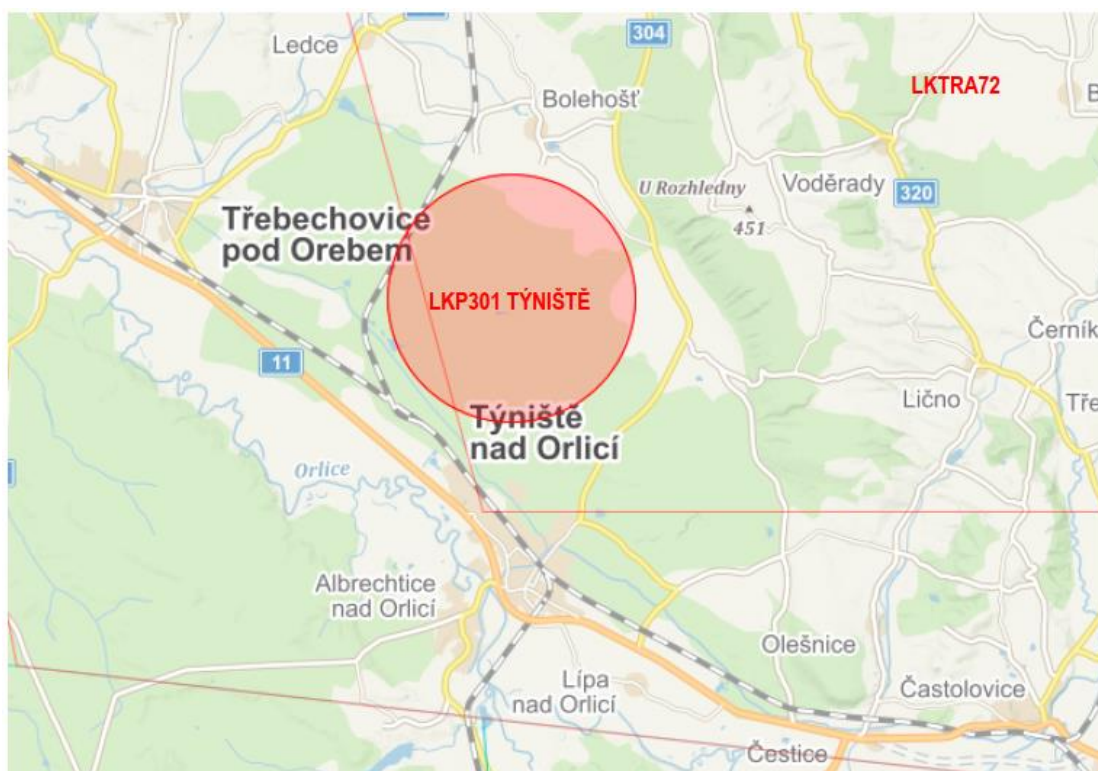 Ledce
304
LKTRA72
B
Bolehošť
U Rozhledny
451
Voděrady
320
Třebechovice
pod Orebem
LKP301 TÝNIŠTĚ
11
Černík
Lično
Tře
Týniště
nad Orlicí
Orlice
Albrechtice
nad Orlicí
Olešnice
Lípa
nad Orlicí
Častolovice
Čestice